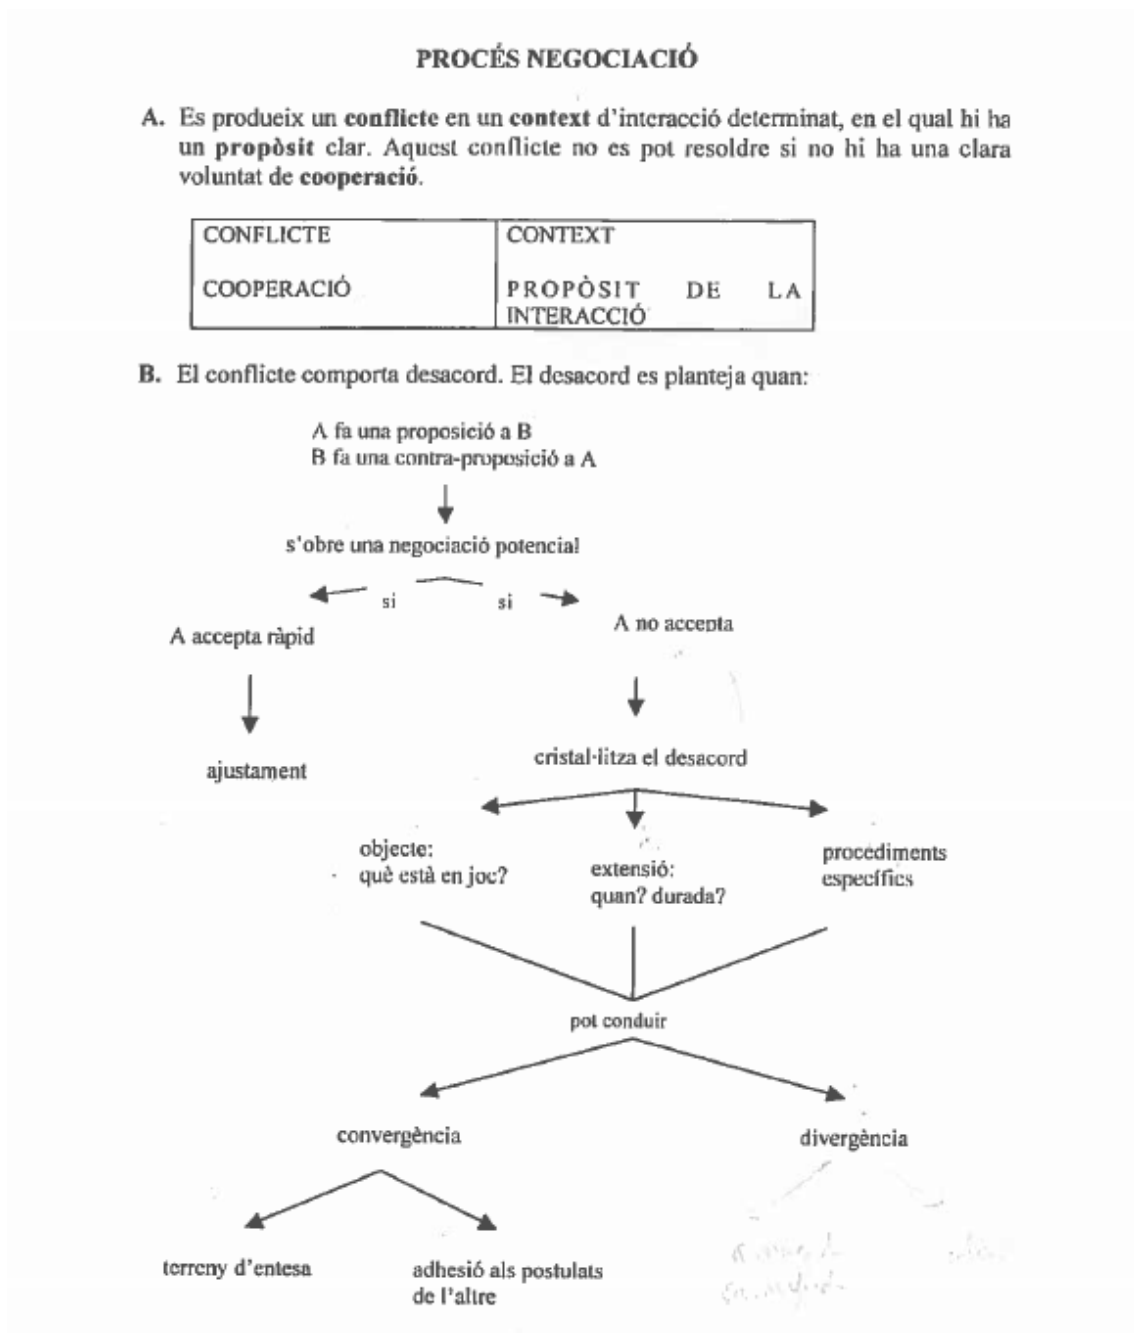 PROCÉS NEGOCIACIÓ
A. Es produeix un conflicte en un context d'interacció determinat, en el qual hi ha
un propòsit clar. Aquest conflicte no es pot resoldre si no hi ha una clara
voluntat de cooperació.
CONFLICTE
COOPERACIÓ
CONTEXT
PROPÒSIT DE LA
INTERACCIÓ
B. El conflicte comporta desacord. El desacord es planteja quan:
A fa una proposició a B
B fa una contra-proposició a A
s'obre una negociació potencial
si si
A accepta ràpid
A no accepta
ajustament
cristal·litza el desacord
objecte:
què està en joc?
extensió:
quan? durada?
procediments
específics
pot conduir
convergència
divergència
terreny d'entesa
adhesió als postulats
de l'altre